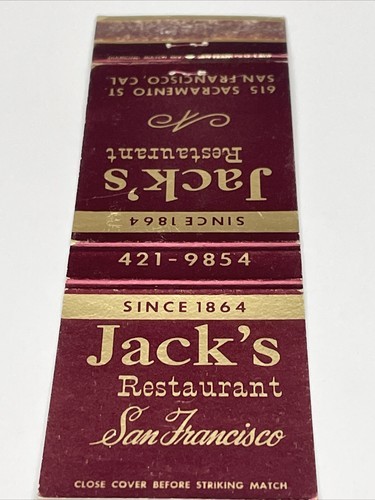 615 SACRAMENTO ST.
SAN FRANCISCO, CAL
Jack's
Restaurant
SINCE 1864
421-9854
SINCE 1864
Jack's
Restaurant
San Francisco
CLOSE COVER BEFORE STRIKING MATCH